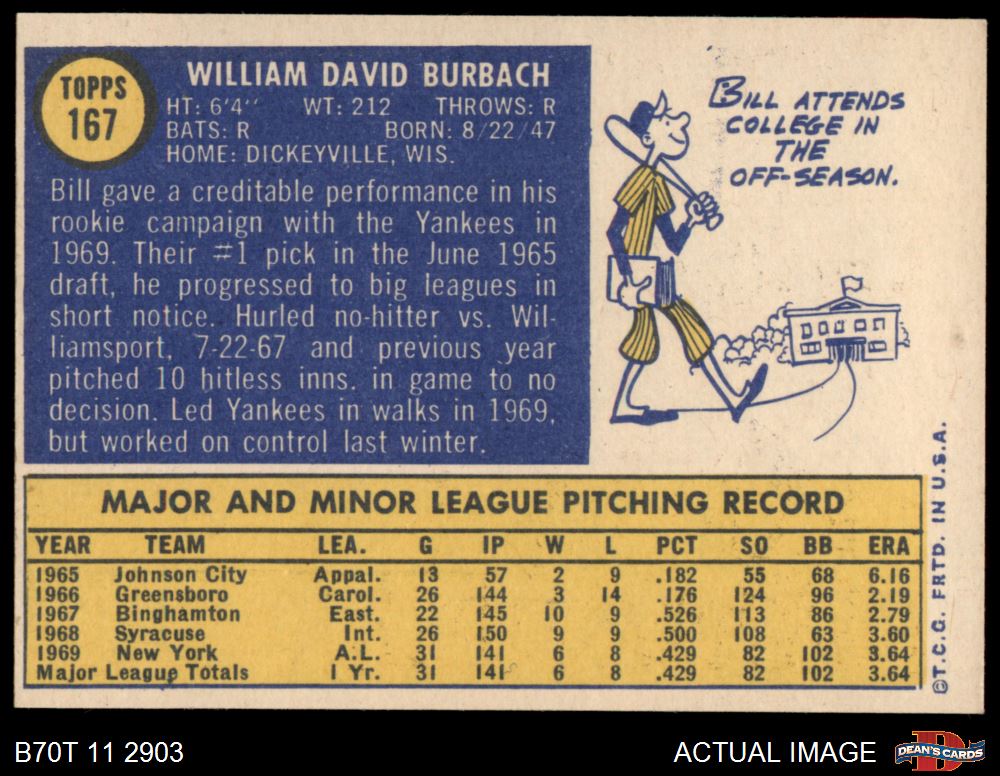 TOPPS
167
WILLIAM DAVID BURBACH
HT: 6'4" WT: 212 THROWS: R
BATS: R BORN: 8/22/47
HOME: DICKEYVILLE, WIS.
Bill gave a creditable performance in his
rookie campaign with the Yankees in
1969. Their #1 pick in the June 1965
draft, he progressed to big leagues in
short notice. Hurled no-hitter vs. Wil-
liamsport, 7-22-67 and previous year
pitched 10 hitless inns. in game to no
decision. Led Yankees in walks in 1969,
but worked on control last winter.
BILL ATTENDS
COLLEGE IN
THE
OFF-SEASON.
MAJOR AND MINOR LEAGUE PITCHING RECORD
YEAR TEAM LEA. G IP W L PCT SO BB ERA
1965 Johnson City Appal. 13 57 2 9 .182 55 68 6.16
1966 Greensboro Carol. 26 144 3 14 .176 124 96 2.19
1967 Binghamton East. 22 145 10 9 .526 113 86 2.79
1968 Syracuse Int. 26 150 9 9 .500 108 63 3.60
1969 New York A.L. 31 141 6 8 .429 82 102 3.64
Major League Totals 1 Yr. 31 141 6 8 .429 82 102 3.64
©T.C.G. PRTD. IN U.S.A.
B70T 11 2903
ACTUAL IMAGE
D
DEAN'S CARDS